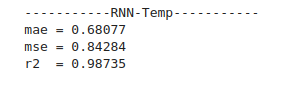 -----------RNN-Temp-----------
mae = 0.68077
mse = 0.84284
r2  = 0.98735